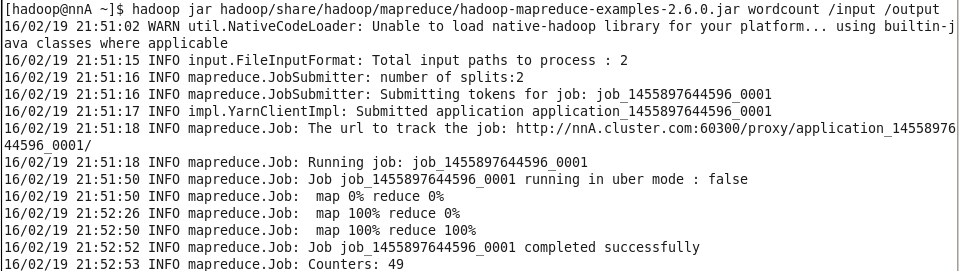 [hadoop@nnA ~]$ hadoop jar hadoop/share/hadoop/mapreduce/hadoop-mapreduce-examples-2.6.0.jar wordcount /input /output
16/02/19 21:51:02 WARN util.NativeCodeLoader: Unable to load native-hadoop library for your platform... using builtin-j
ava classes where applicable
16/02/19 21:51:15 INFO input.FileInputFormat: Total input paths to process : 2
16/02/19 21:51:16 INFO mapreduce.JobSubmitter: number of splits:2
16/02/19 21:51:16 INFO mapreduce.JobSubmitter: Submitting tokens for job: job_1455897644596_0001
16/02/19 21:51:17 INFO impl.YarnClientImpl: Submitted application application_1455897644596_0001
16/02/19 21:51:18 INFO mapreduce.Job: The url to track the job: http://nnA.cluster.com:60300/proxy/application_14558976
44596_0001/
16/02/19 21:51:18 INFO mapreduce.Job: Running job: job_1455897644596_0001
16/02/19 21:51:50 INFO mapreduce.Job: Job job_1455897644596_0001 running in uber mode : false
16/02/19 21:51:50 INFO mapreduce.Job:  map 0% reduce 0%
16/02/19 21:52:26 INFO mapreduce.Job:  map 100% reduce 0%
16/02/19 21:52:50 INFO mapreduce.Job:  map 100% reduce 100%
16/02/19 21:52:52 INFO mapreduce.Job: Job job_1455897644596_0001 completed successfully
16/02/19 21:52:53 INFO mapreduce.Job: Counters: 49